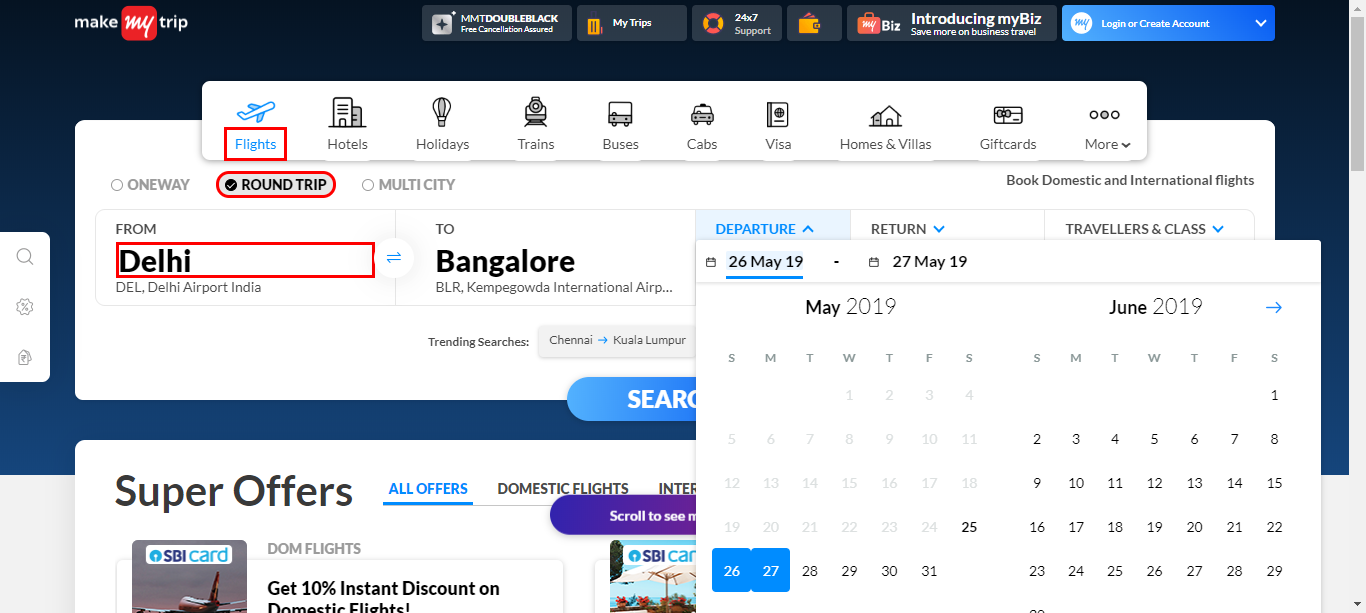 make my trip
MMTDOUBLEBLACK
Free Cancellation Assured
My Trips
24x7
Support
my Biz
Introducing myBiz
Save more on business travel
my
Login or Create Account
Flights
Hotels
Holidays
Trains
Buses
Cabs
Visa
Homes & Villas
Giftcards
More
ONEWAY
ROUND TRIP
MULTI CITY
Book Domestic and International flights
FROM
Delhi
DEL, Delhi Airport India
TO
Bangalore
BLR, Kempegowda International Airp...
DEPARTURE
RETURN
TRAVELLERS & CLASS
26 May 19 - 27 May 19
May 2019
S M T W T F S
1 2 3 4
5 6 7 8 9 10 11
12 13 14 15 16 17 18
19 20 21 22 23 24 25
26 27 28 29 30 31
June 2019
S M T W T F S
1
2 3 4 5 6 7 8
9 10 11 12 13 14 15
16 17 18 19 20 21 22
23 24 25 26 27 28 29
Trending Searches:
Chennai → Kuala Lumpur
SEARC
Super Offers
ALL OFFERS
DOMESTIC FLIGHTS
INTER
Scroll to see m
SBI card
DOM FLIGHTS
Get 10% Instant Discount on
Domestic Flights!
SBI car